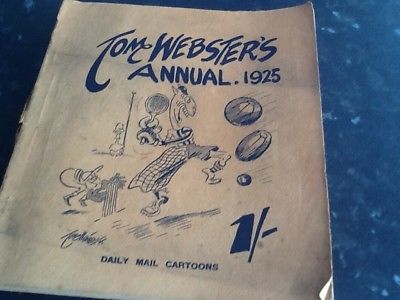 TOM WEBSTER'S
ANNUAL. 1925
1/-
DAILY MAIL CARTOONS